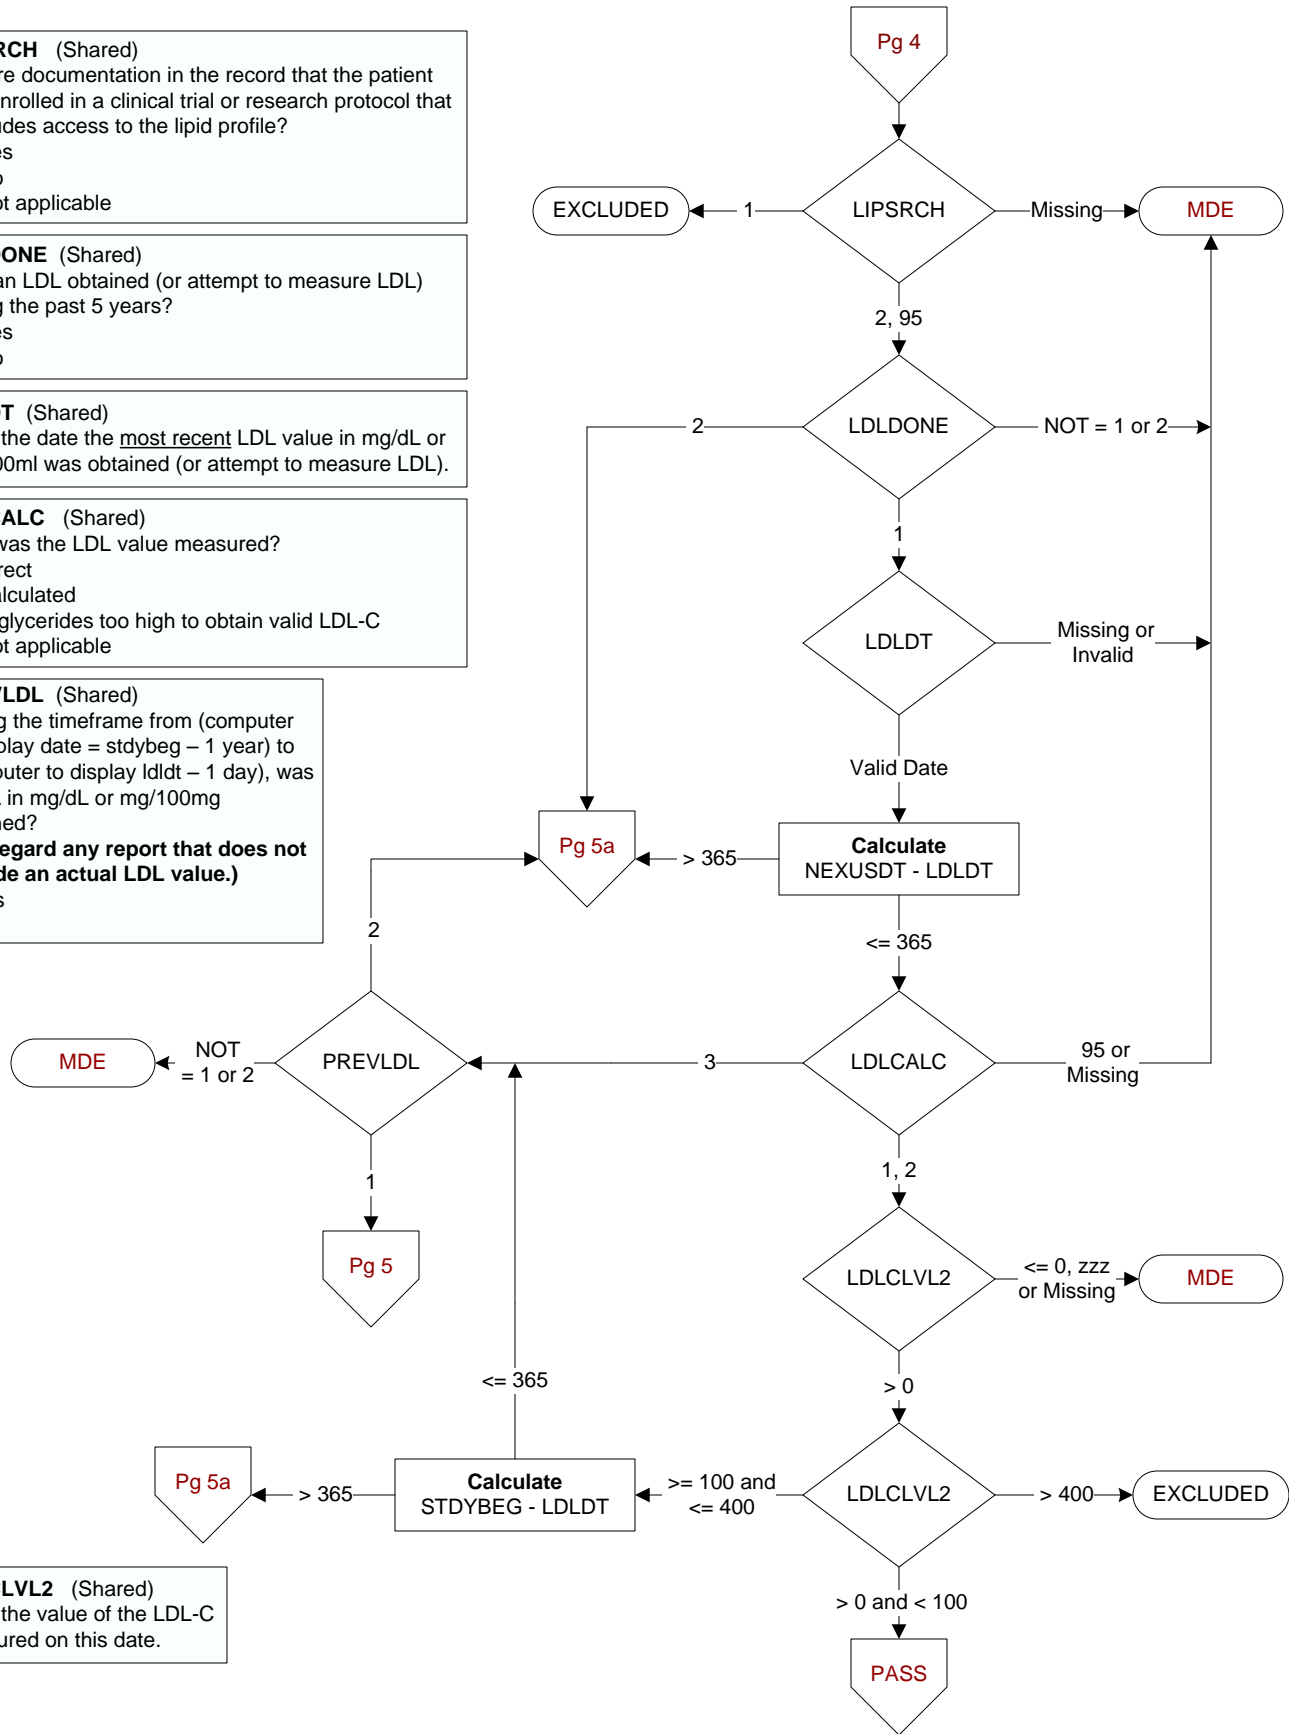 RCH (Shared)
re documentation in the record that the patient
nrolled in a clinical trial or research protocol that
udes access to the lipid profile?
es
o
ot applicable
ONE (Shared)
an LDL obtained (or attempt to measure LDL)
g the past 5 years?
es
o
T (Shared)
the date the most recent LDL value in mg/dL or
00ml was obtained (or attempt to measure LDL).
ALC (Shared)
was the LDL value measured?
rect
alculated
glycerides too high to obtain valid LDL-C
ot applicable
VLDL (Shared)
g the timeframe from (computer
play date = stdybeg – 1 year) to
puter to display ldldt – 1 day), was
L in mg/dL or mg/100mg
ned?
egard any report that does not
de an actual LDL value.)
s
CLVL2 (Shared)
the value of the LDL-C
ured on this date.
Pg 4
EXCLUDED
1
LIPSRCH
Missing
MDE
2, 95
2
LDLDONE
NOT = 1 or 2
1
LDLDT
Missing or
Invalid
Valid Date
Pg 5a
> 365
Calculate
NEXUSDT - LDLDT
<= 365
2
MDE
NOT
= 1 or 2
PREVLDL
3
LDLCALC
95 or
Missing
1
1, 2
Pg 5
LDLCLVL2
<= 0, zzz
or Missing
MDE
<= 365
> 0
Pg 5a
> 365
Calculate
STDYBEG - LDLDT
>= 100 and
<= 400
LDLCLVL2
> 400
EXCLUDED
> 0 and < 100
PASS